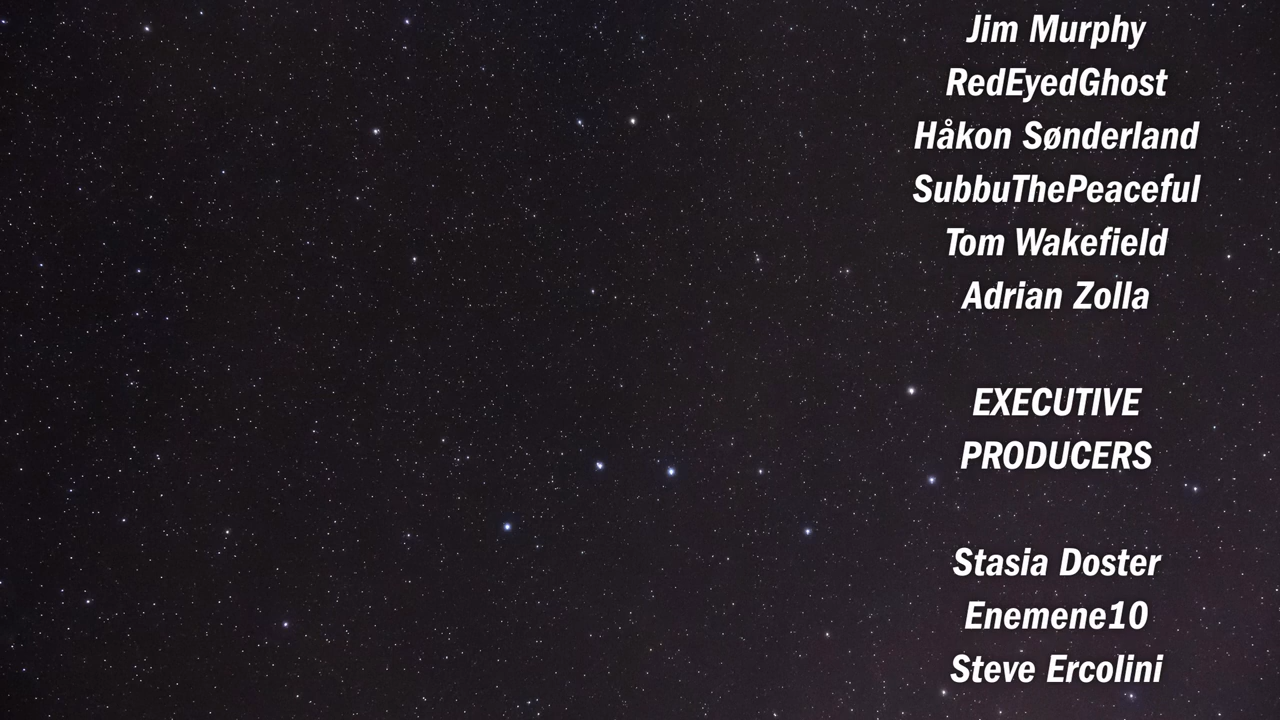 Jim Murphy
RedEyedGhost
Håkon Sønderland
SubbuThePeaceful
Tom Wakefield
Adrian Zolla
EXECUTIVE
PRODUCERS
Stasia Doster
Enemene10
Steve Ercolini